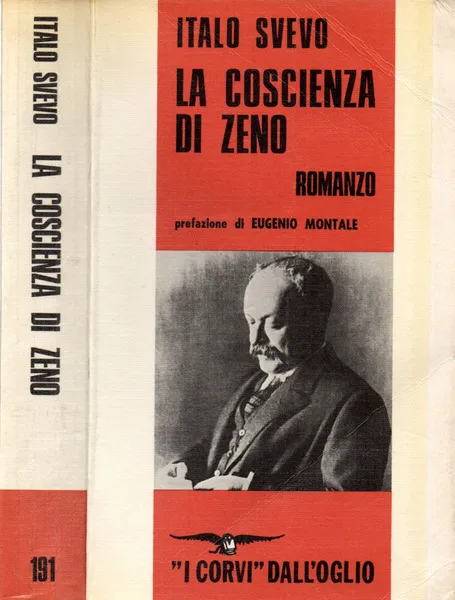 ITALO SVEVO LA COSCIENZA DI ZENO
191
ITALO SVEVO
LA COSCIENZA
DI ZENO
ROMANZO
prefazione di EUGENIO MONTALE
"I CORVI" DALL'OGLIO